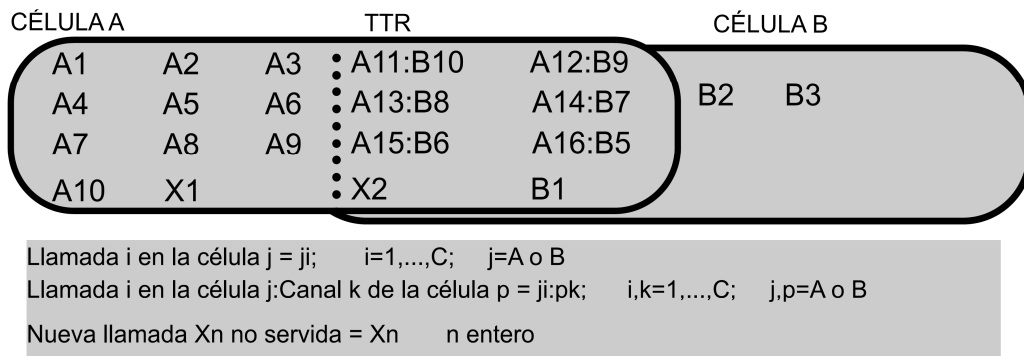 CÉLULA A TTR CÉLULA B
A1 A2 A3 A11:B10 A12:B9
B2 B3
A4 A5 A6 A13:B8 A14:B7
A7 A8 A9 A15:B6 A16:B5
A10 X1 X2 B1
Llamada i en la célula j = ji; i=1,...,C; j=A o B
Llamada i en la célula j:Canal k de la célula p = ji:pk; i,k=1,...,C; j,p=A o B
Nueva llamada Xn no servida = Xn n entero